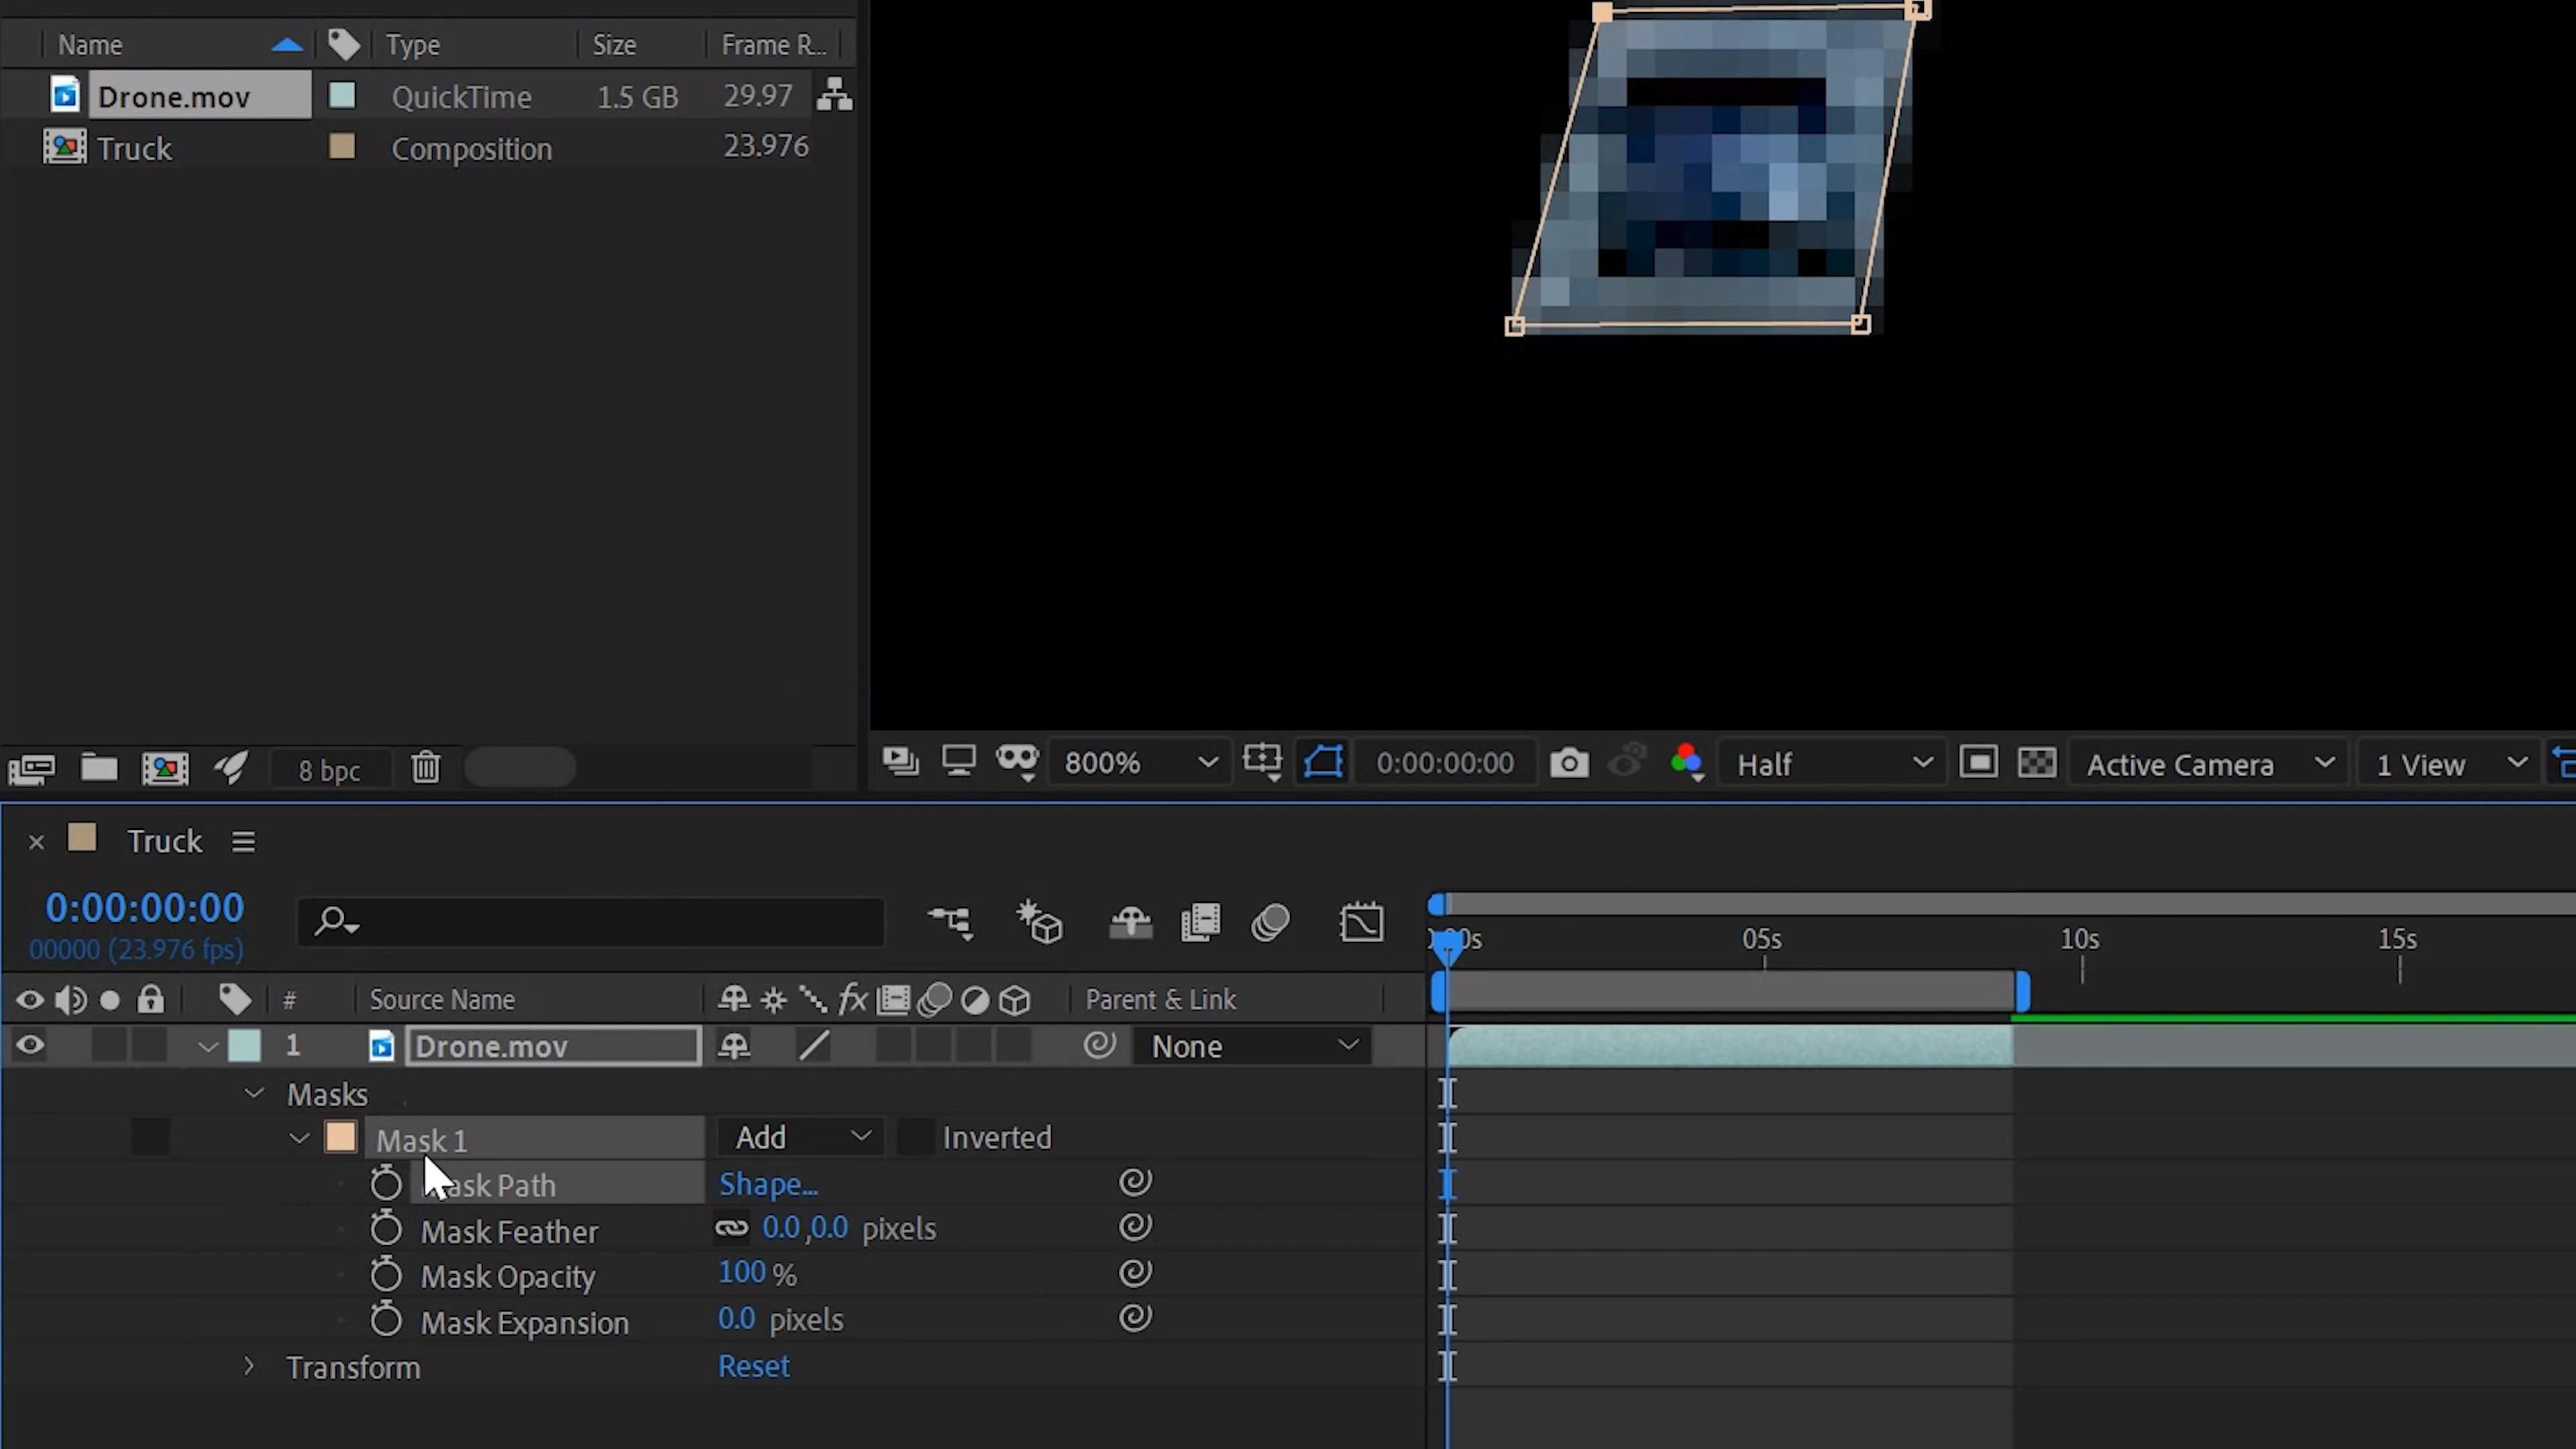 Name Type Size Frame R...
Drone.mov QuickTime 1.5 GB 29.97
Truck Composition 23.976
8 bpc 800% 0:00:00:00 Half Active Camera 1 View
Truck
0:00:00:00
00000 (23.976 fps)
05s 10s 15s
# Source Name fx Parent & Link
1 Drone.mov None
Masks
Mask 1 Add Inverted
Shape...
Mask Feather 0.0,0.0 pixels
Mask Opacity 100 %
Mask Expansion 0.0 pixels
Transform Reset